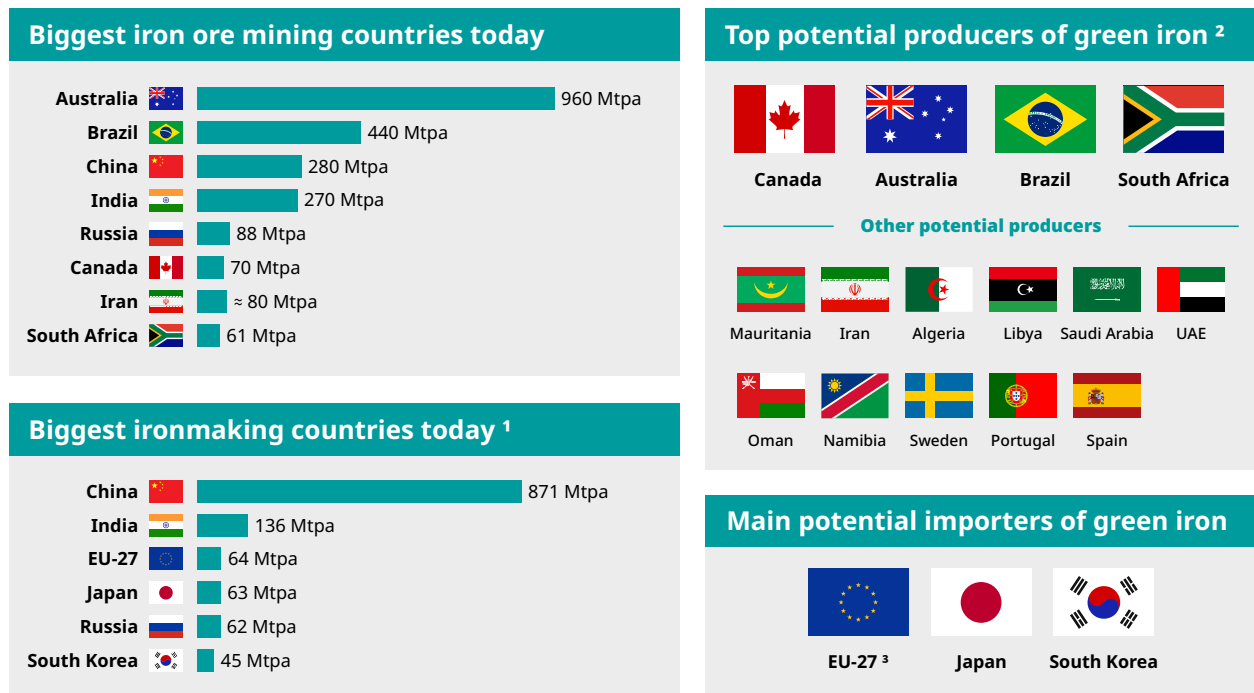 Biggest iron ore mining countries today
Australia 960 Mtpa
Brazil 440 Mtpa
China 280 Mtpa
India 270 Mtpa
Russia 88 Mtpa
Canada 70 Mtpa
Iran ≈ 80 Mtpa
South Africa 61 Mtpa
Biggest ironmaking countries today ¹
China 871 Mtpa
India 136 Mtpa
EU-27 64 Mtpa
Japan 63 Mtpa
Russia 62 Mtpa
South Korea 45 Mtpa
Top potential producers of green iron ²
Canada Australia Brazil South Africa
Other potential producers
Mauritania Iran Algeria Libya Saudi Arabia UAE
Oman Namibia Sweden Portugal Spain
Main potential importers of green iron
EU-27 ³ Japan South Korea